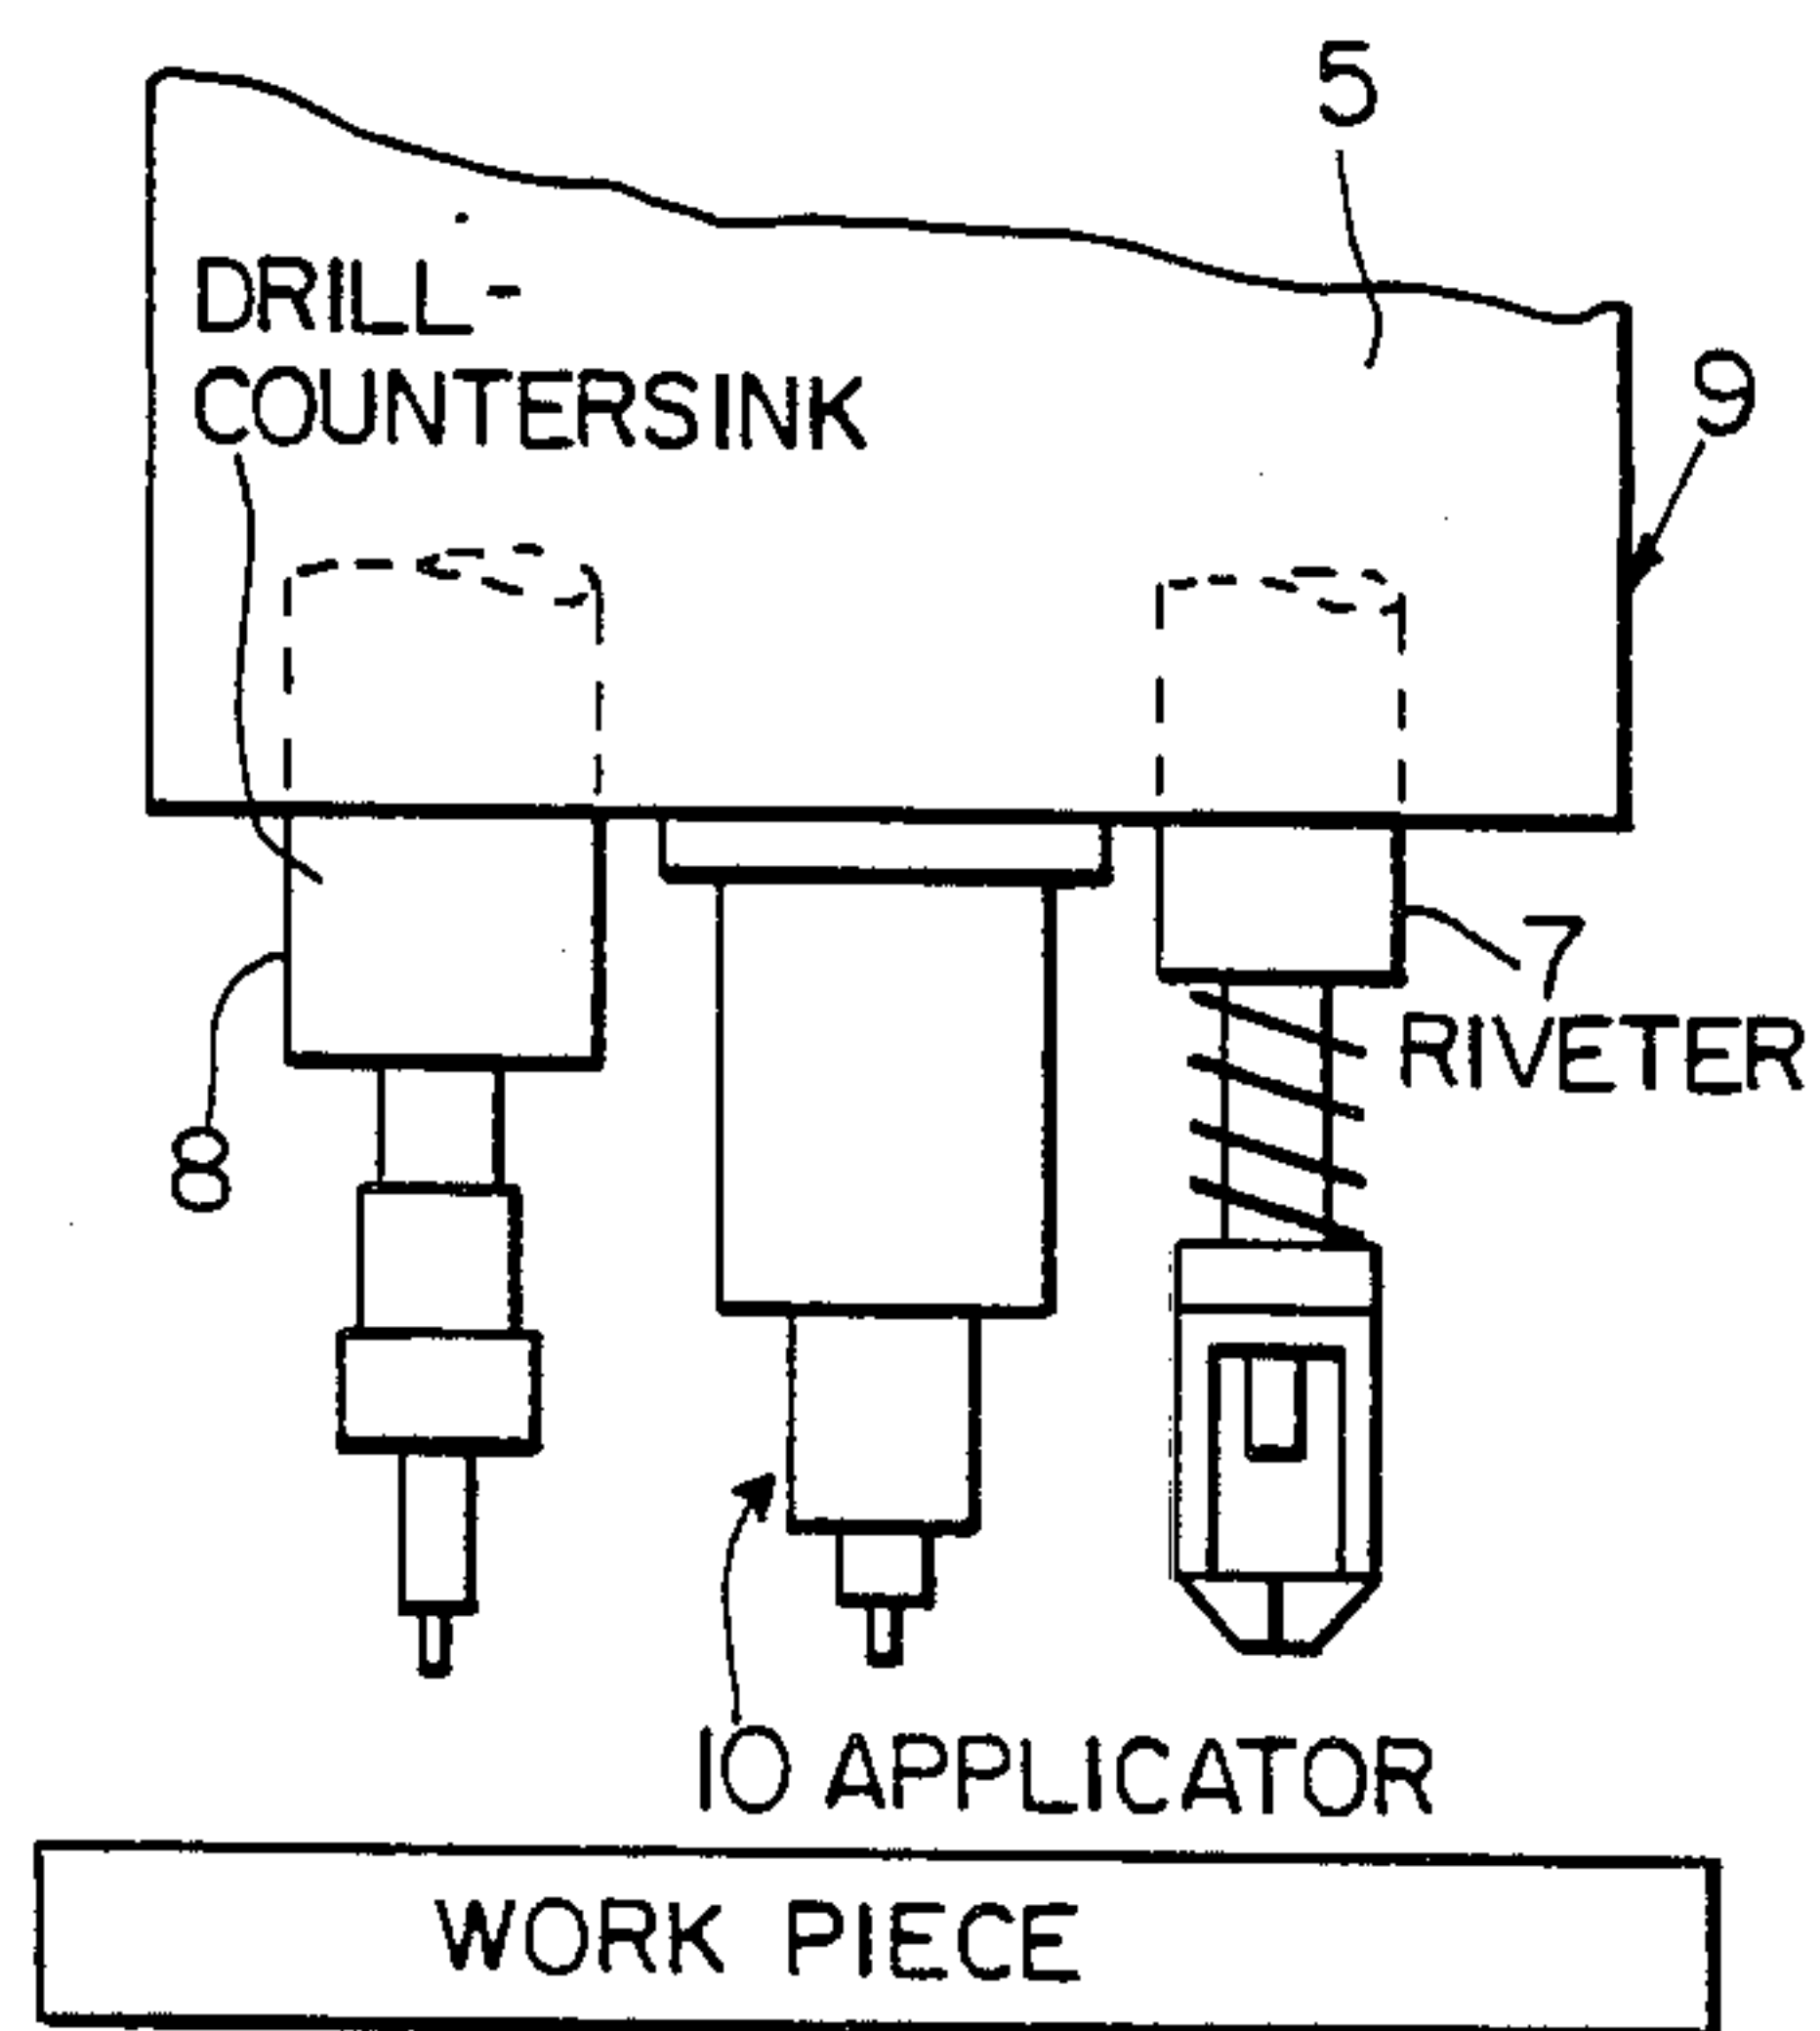 5
DRILL-
COUNTERSINK
9
7
RIVETER
8
10 APPLICATOR
WORK PIECE